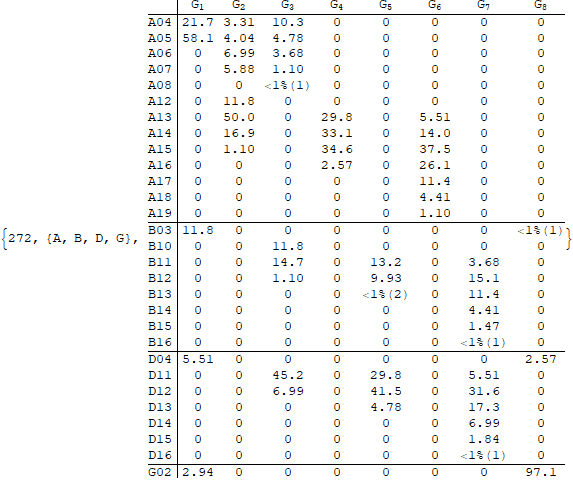 G1 G2 G3 G4 G5 G6 G7 G8
A04 21.7 3.31 10.3 0 0 0 0 0
A05 58.1 4.04 4.78 0 0 0 0 0
A06 0 6.99 3.68 0 0 0 0 0
A07 0 5.88 1.10 0 0 0 0 0
A08 0 0 <1%(1) 0 0 0 0 0
A12 0 11.8 0 0 0 0 0 0
A13 0 50.0 0 29.8 0 5.51 0 0
A14 0 16.9 0 33.1 0 14.0 0 0
A15 0 1.10 0 34.6 0 37.5 0 0
A16 0 0 0 2.57 0 26.1 0 0
A17 0 0 0 0 0 11.4 0 0
A18 0 0 0 0 0 4.41 0 0
A19 0 0 0 0 0 1.10 0 0
{272, {A, B, D, G}, B03 11.8 0 0 0 0 0 0 <1%(1) }
B10 0 0 11.8 0 0 0 0 0
B11 0 0 14.7 0 13.2 0 3.68 0
B12 0 0 1.10 0 9.93 0 15.1 0
B13 0 0 0 0 <1%(2) 0 11.4 0
B14 0 0 0 0 0 0 4.41 0
B15 0 0 0 0 0 0 1.47 0
B16 0 0 0 0 0 0 <1%(1) 0
D04 5.51 0 0 0 0 0 0 2.57
D11 0 0 45.2 0 29.8 0 5.51 0
D12 0 0 6.99 0 41.5 0 31.6 0
D13 0 0 0 0 4.78 0 17.3 0
D14 0 0 0 0 0 0 6.99 0
D15 0 0 0 0 0 0 1.84 0
D16 0 0 0 0 0 0 <1%(1) 0
G02 2.94 0 0 0 0 0 0 97.1